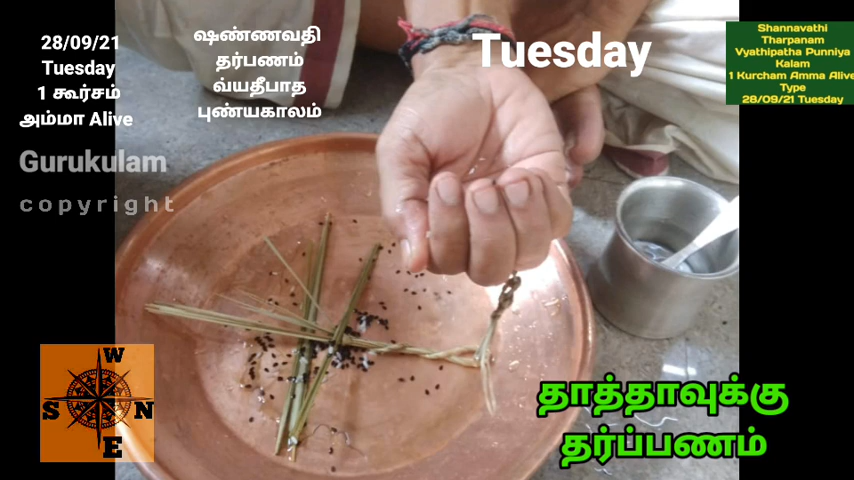 28/09/21
Tuesday
1 கூர்சம்
அம்மா Alive
ஷண்ணவதி
தர்பணம்
வ்யதீபாத
புண்யகாலம்
Tuesday
Shannavathi
Tharpanam
Vyathipatha Punniya
Kalam
1 Kurcham Amma Alive
Type
28/09/21 Tuesday
Gurukulam
copyright
W
S N
E
தாத்தாவுக்கு
தர்ப்பணம்